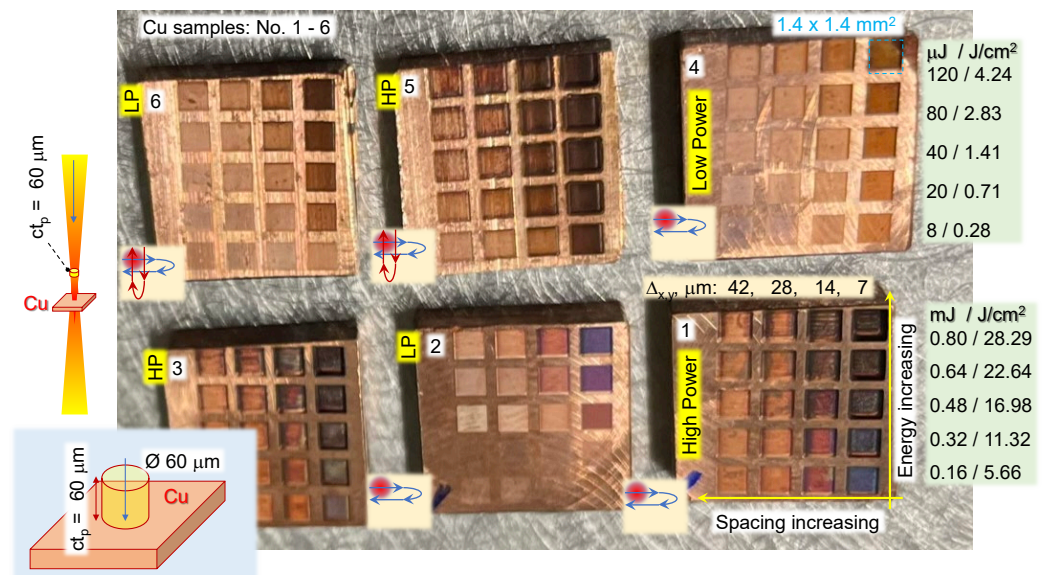 Cu samples: No. 1 - 6
1.4 x 1.4 mm²
LP
6
HP
5
4
Low Power
μJ / J/cm²
120 / 4.24
80 / 2.83
40 / 1.41
20 / 0.71
8 / 0.28
ctₚ = 60 μm
Cu
Δx,y, μm: 42, 28, 14, 7
HP
3
LP
2
1
High Power
Energy increasing
mJ / J/cm²
0.80 / 28.29
0.64 / 22.64
0.48 / 16.98
0.32 / 11.32
0.16 / 5.66
Spacing increasing
ctₚ = 60 μm
Ø 60 μm
Cu